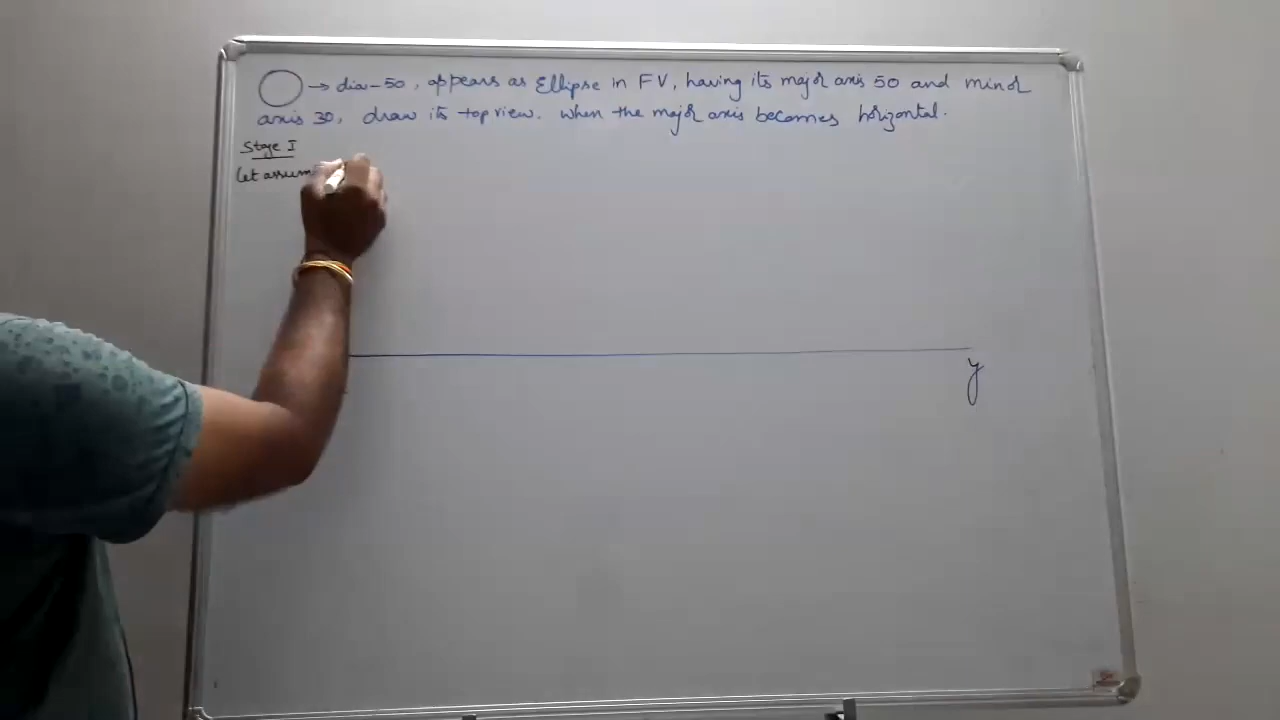 → dia-50, appears as Ellipse in FV, having its major axis 50 and minor
axis 30, draw its top view. When the major axis becomes horizontal.
Stage I
Let assum
y